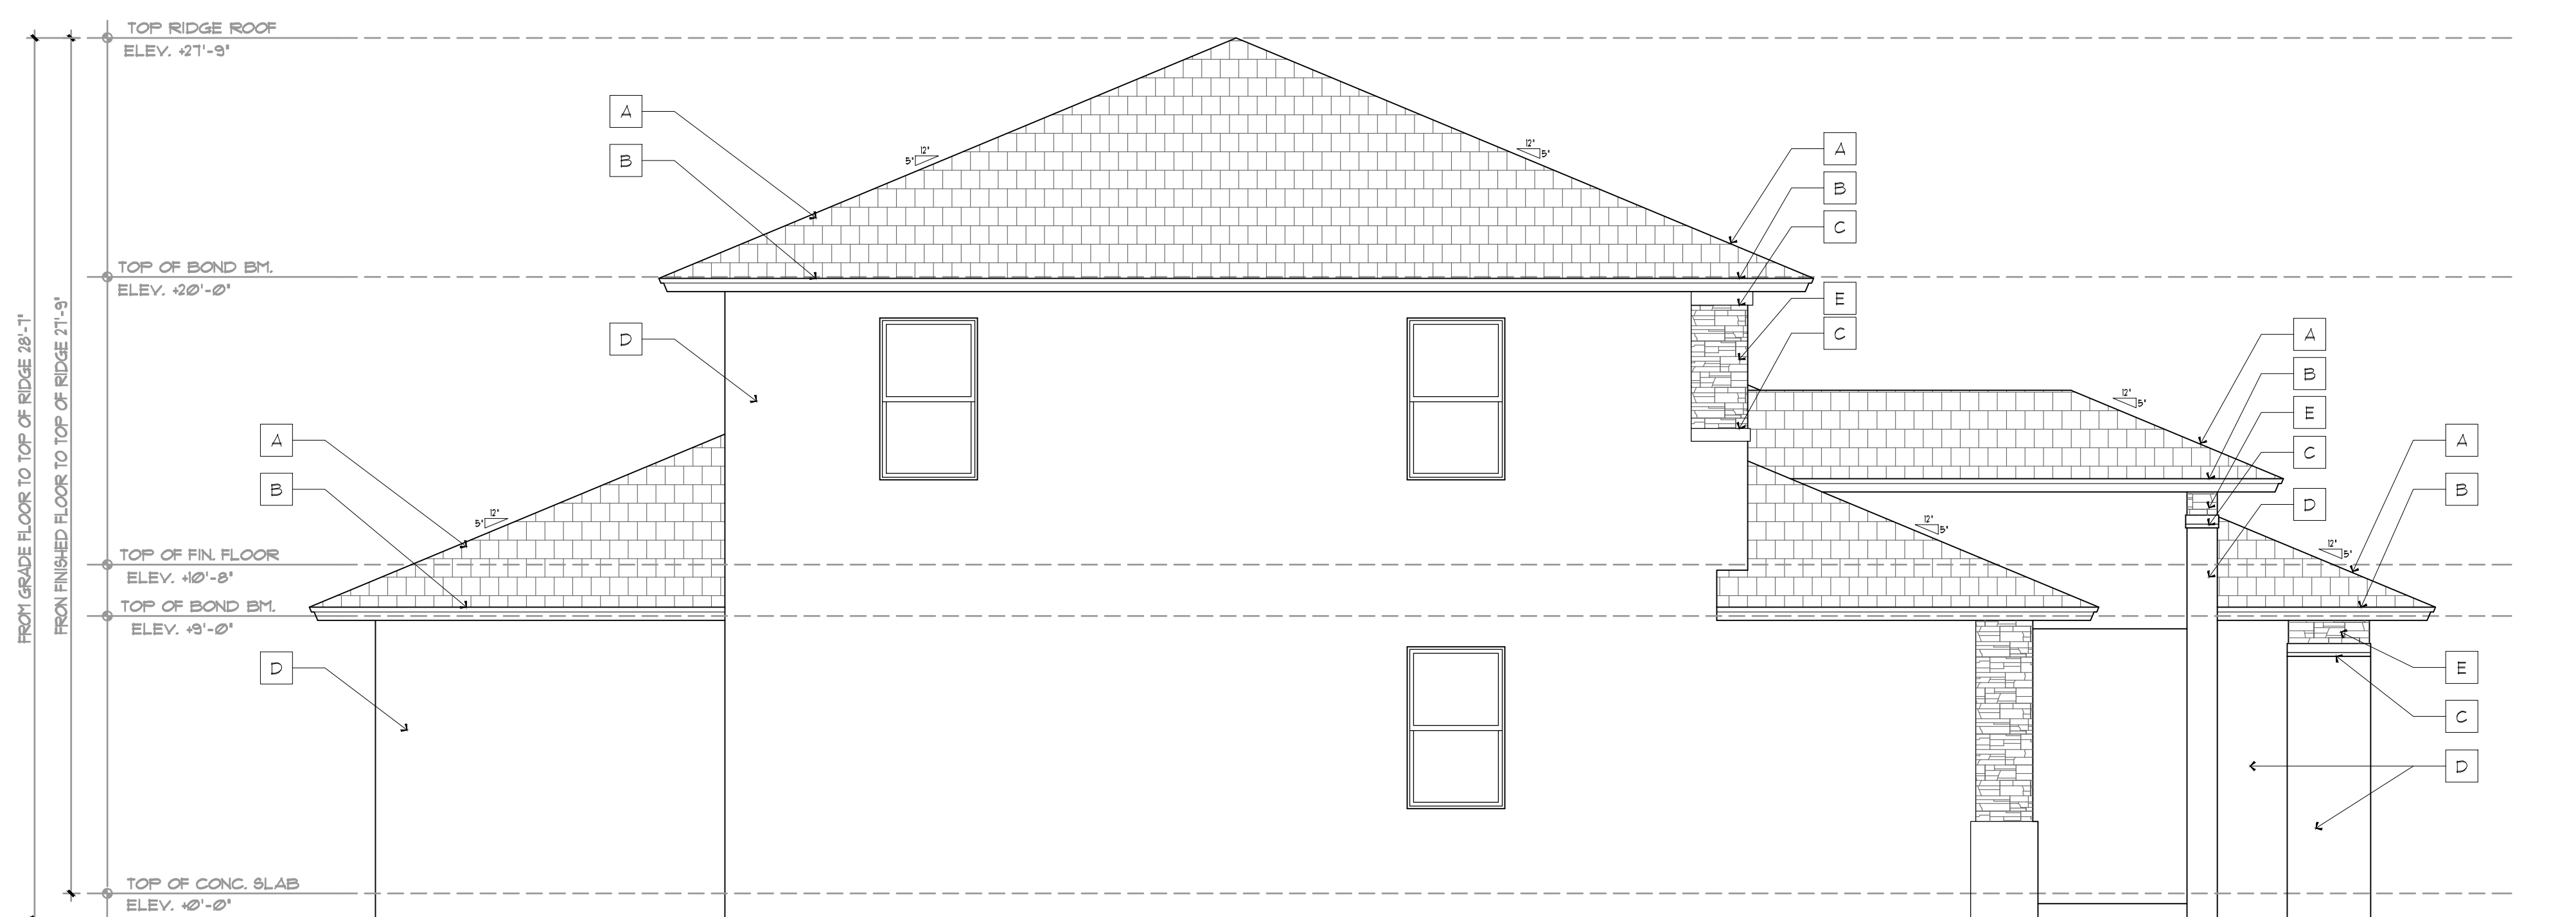 TOP RIDGE ROOF
ELEV. +27'-9"
A
B
12"
5"
12"
5"
A
B
C
TOP OF BOND BM.
ELEV. +20'-0"
E
C
D
A
B
E
C
D
12"
5"
A
B
12"
5"
A
B
12"
5"
12"
5"
TOP OF FIN. FLOOR
ELEV. +10'-8"
TOP OF BOND BM.
ELEV. +9'-0"
D
E
C
D
TOP OF CONC. SLAB
ELEV. +0'-0"
FROM GRADE FLOOR TO TOP OF RIDGE 28'-7"
FRON FINISHED FLOOR TO TOP OF RIDGE 27'-9"